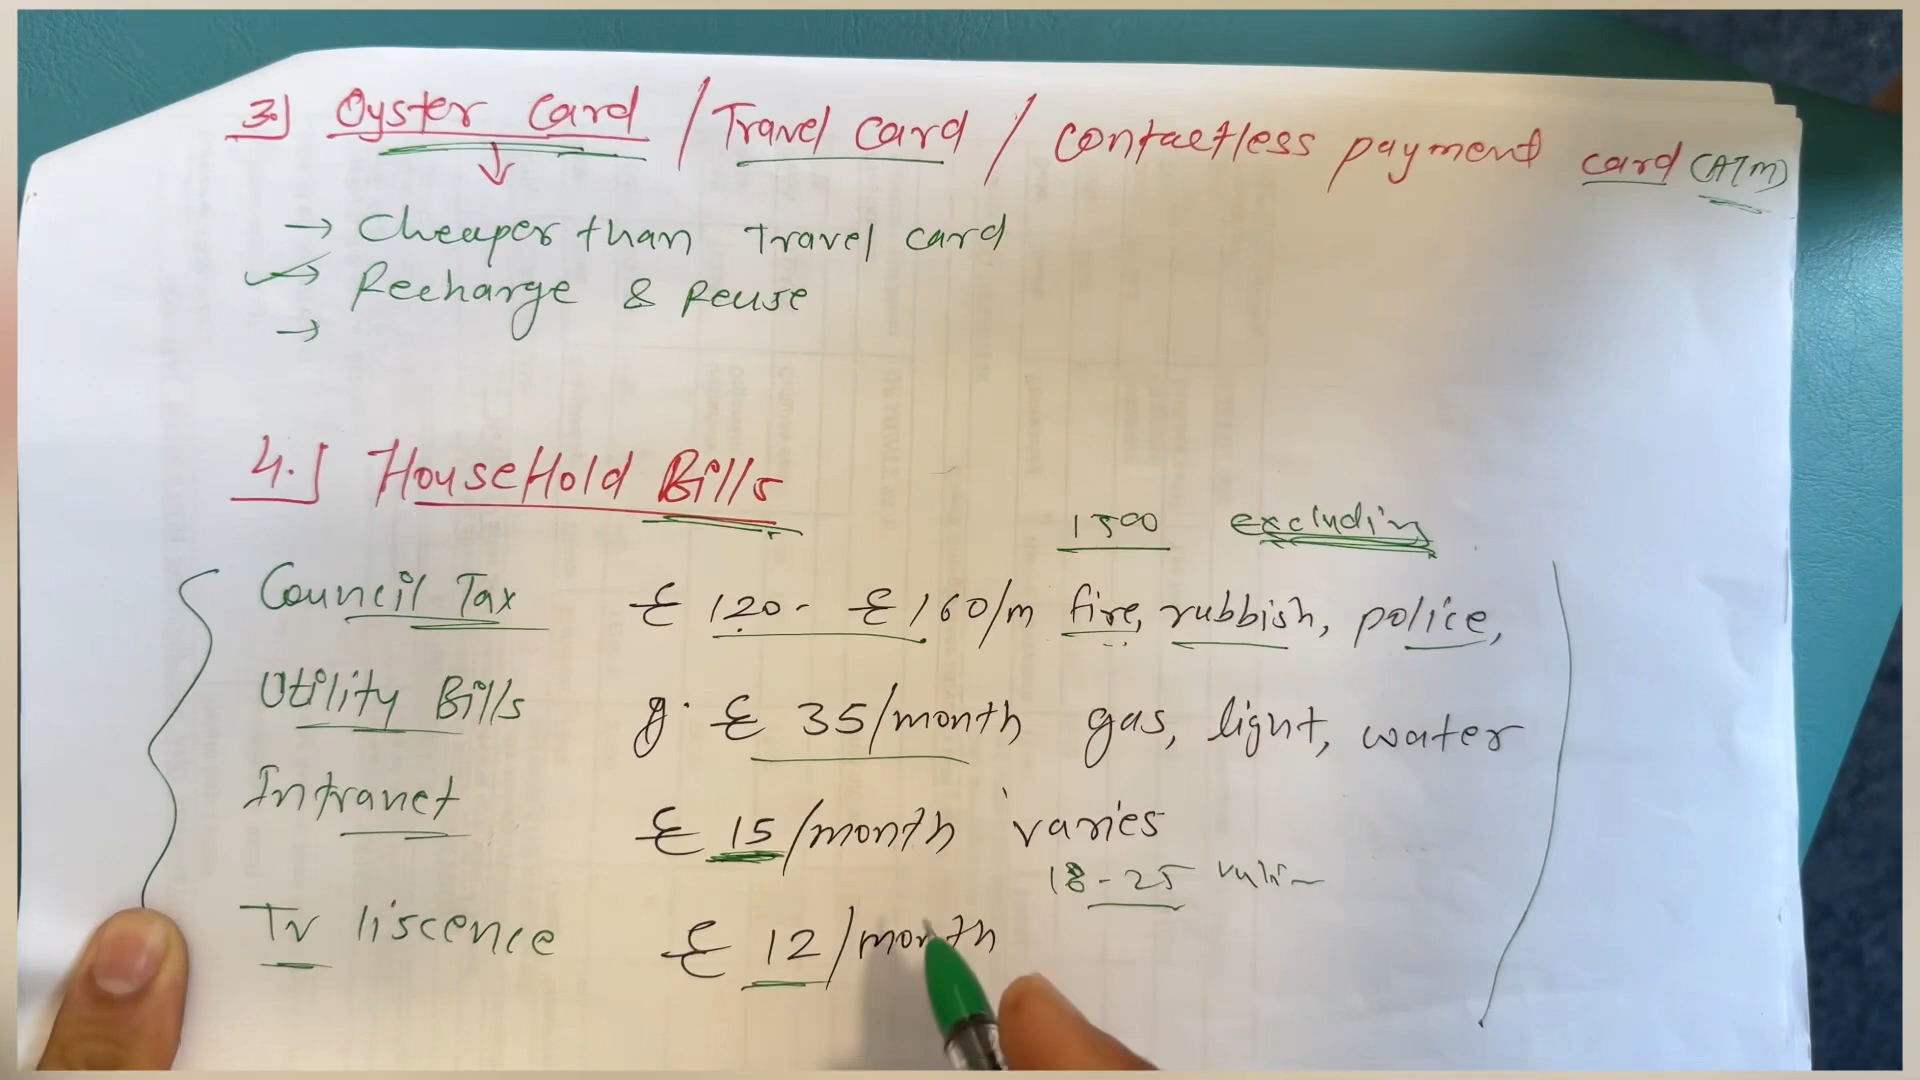 3.] Oyster Card / Travel card / Contactless payment card (ATM)
→ Cheaper than Travel card
→ Recharge & Reuse
→
4.] HouseHold Bills
1500 excluding
Council Tax £ 120 - £ 160/m fire, rubbish, police,
Utility Bills g. £ 35/month gas, light, water
Intranet £ 15/month varies
18-25
Tv liscence £ 12/month